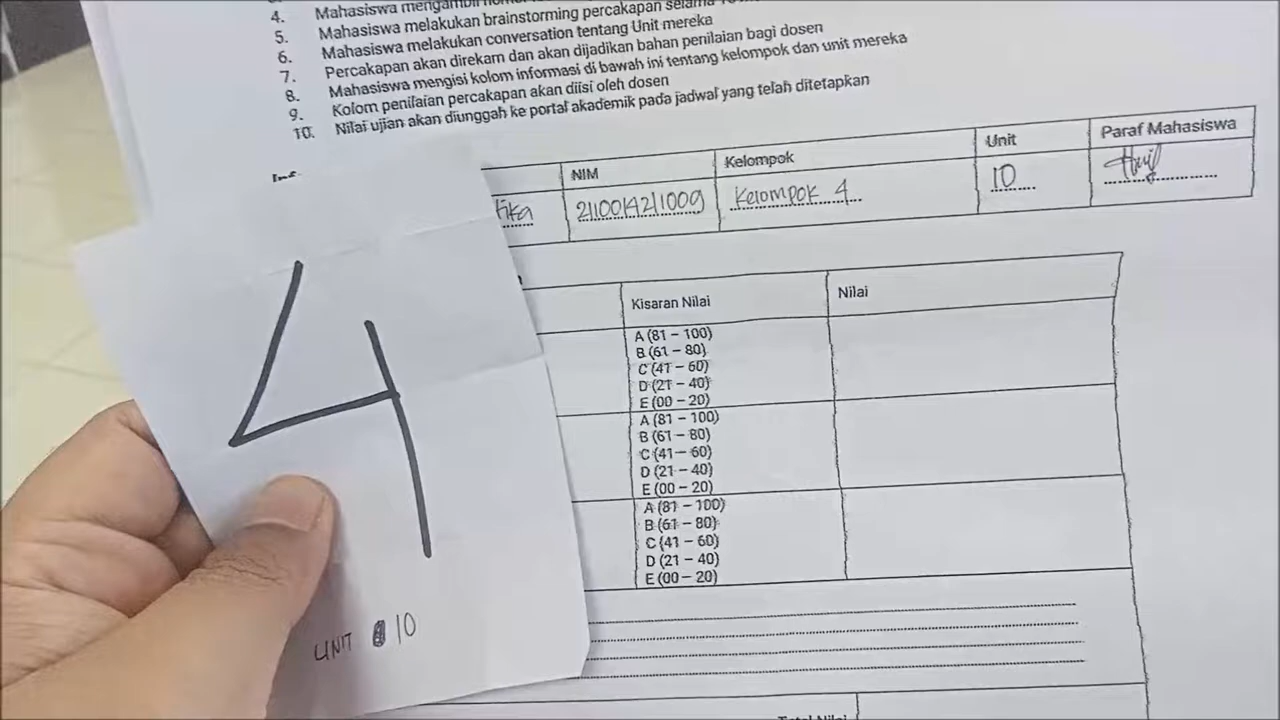 4. Mahasiswa
5. Mahasiswa melakukan brainstorming percakapan selama
6. Mahasiswa melakukan conversation tentang Unit mereka
7. Percakapan akan direkam dan akan dijadikan bahan penilaian bagi dosen
8. Mahasiswa mengisi kolom informasi di bawah ini tentang kelompok dan unit mereka
9. Kolom penilaian percakapan akan diisi oleh dosen
10. Nilai ujian akan diunggah ke portal akademik pada jadwal yang telah ditetapkan
NIM Kelompok Unit Paraf Mahasiswa
Kelompok 4 10
Kisaran Nilai Nilai
A (81 – 100)
B (61 – 80)
C (41 – 60)
D (21 – 40)
E (00 – 20)
A (81 – 100)
B (61 – 80)
C (41 – 60)
D (21 – 40)
E (00 – 20)
A (81 – 100)
B (61 – 80)
C (41 – 60)
D (21 – 40)
E (00 – 20)
Total Nilai
4
UNIT 10